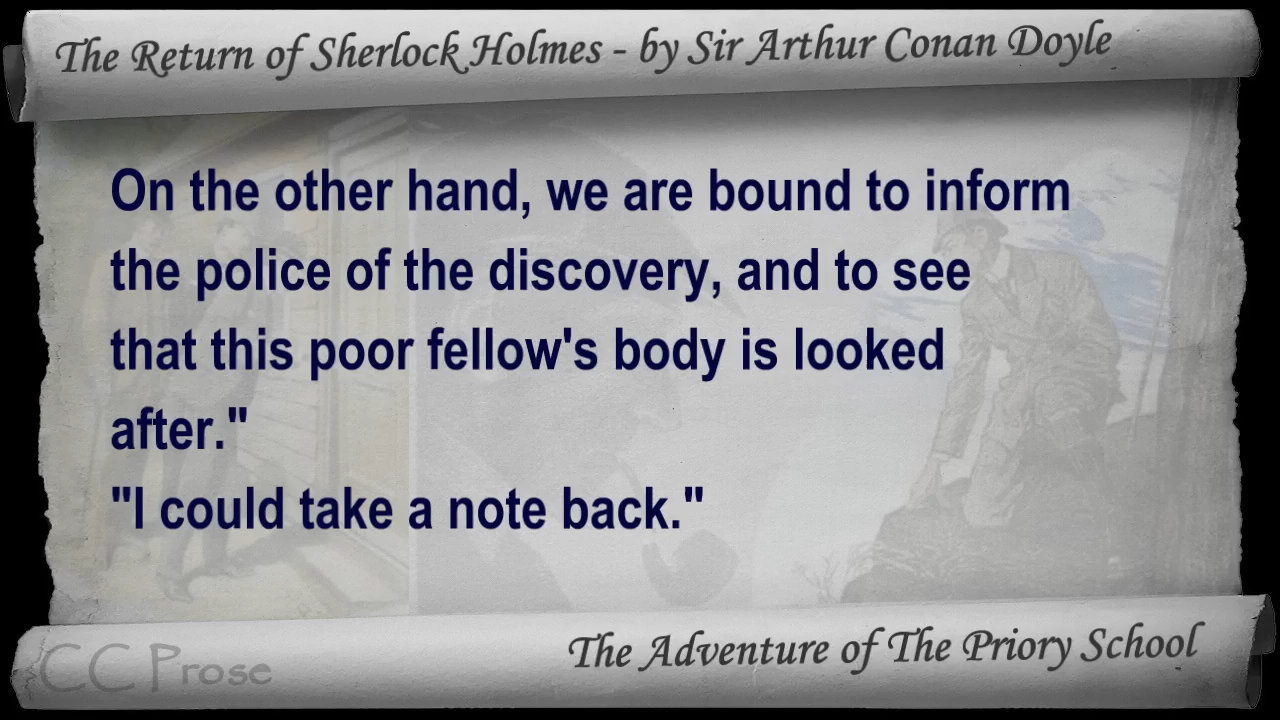 The Return of Sherlock Holmes - by Sir Arthur Conan Doyle
On the other hand, we are bound to inform
the police of the discovery, and to see
that this poor fellow's body is looked
after."
"I could take a note back."
CC Prose
The Adventure of The Priory School